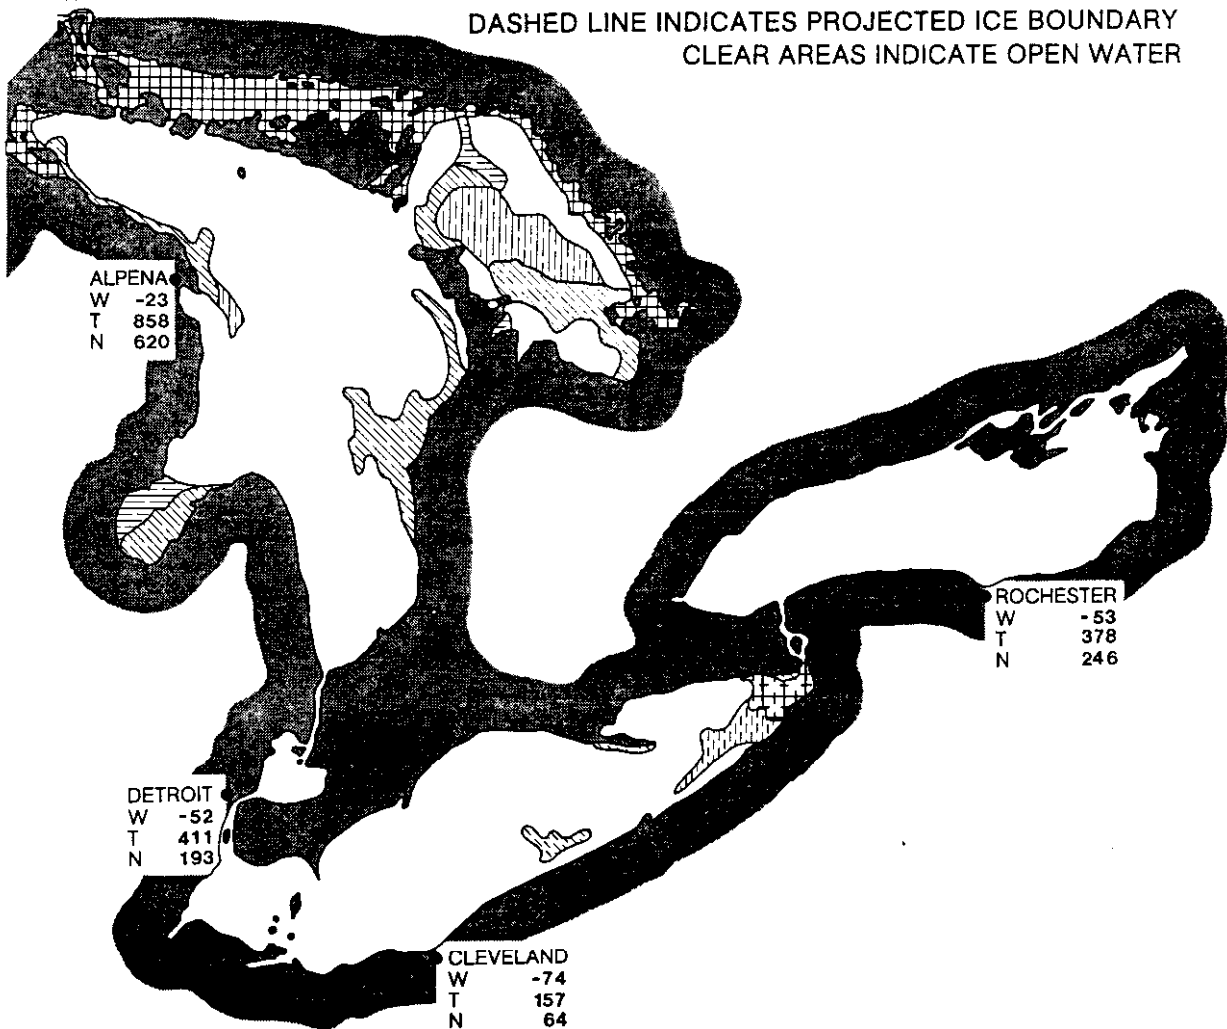 DASHED LINE INDICATES PROJECTED ICE BOUNDARY
CLEAR AREAS INDICATE OPEN WATER
ALPENA
W -23
T 858
N 620
ROCHESTER
W -53
T 378
N 246
DETROIT
W -52
T 411
N 193
CLEVELAND
W -74
T 157
N 64